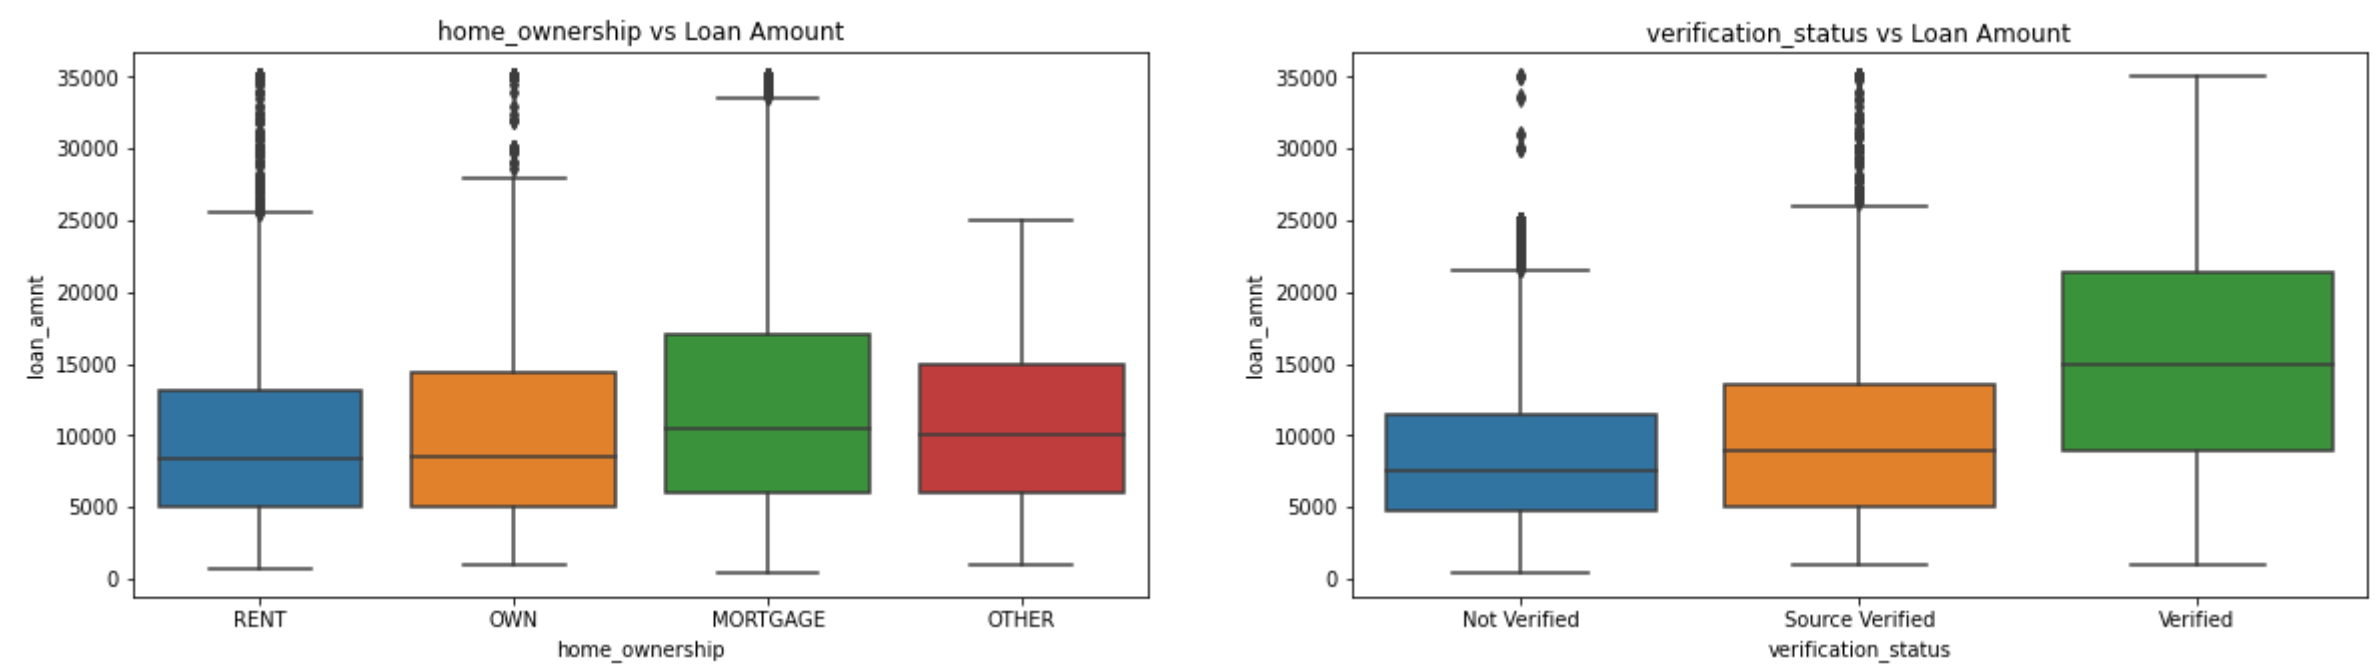 home_ownership vs Loan Amount
35000
30000
25000
20000
15000
10000
5000
0
loan_amnt
RENT OWN MORTGAGE OTHER
home_ownership
verification_status vs Loan Amount
35000
30000
25000
20000
15000
10000
5000
0
loan_amnt
Not Verified Source Verified Verified
verification_status